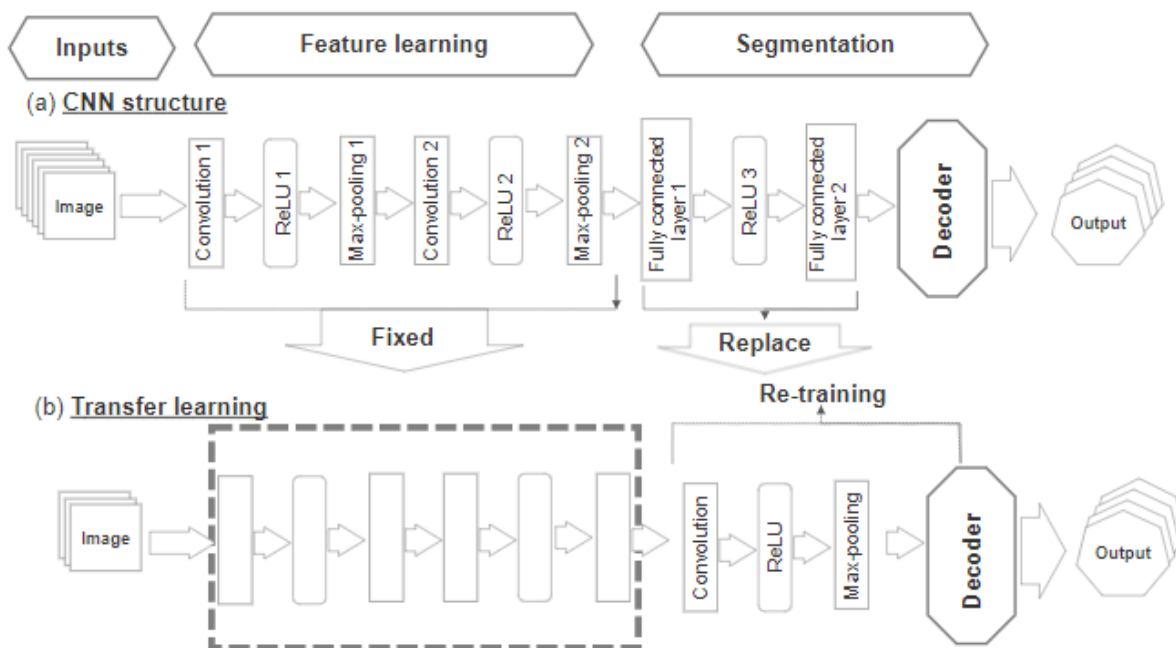 Inputs
Feature learning
Segmentation
(a) CNN structure
Image
Convolution 1
ReLU 1
Max-pooling 1
Convolution 2
ReLU 2
Max-pooling 2
Fully connected
layer 1
ReLU 3
Fully connected
layer 2
Decoder
Output
Fixed
Replace
Re-training
(b) Transfer learning
Image
Convolution
ReLU
Max-pooling
Decoder
Output